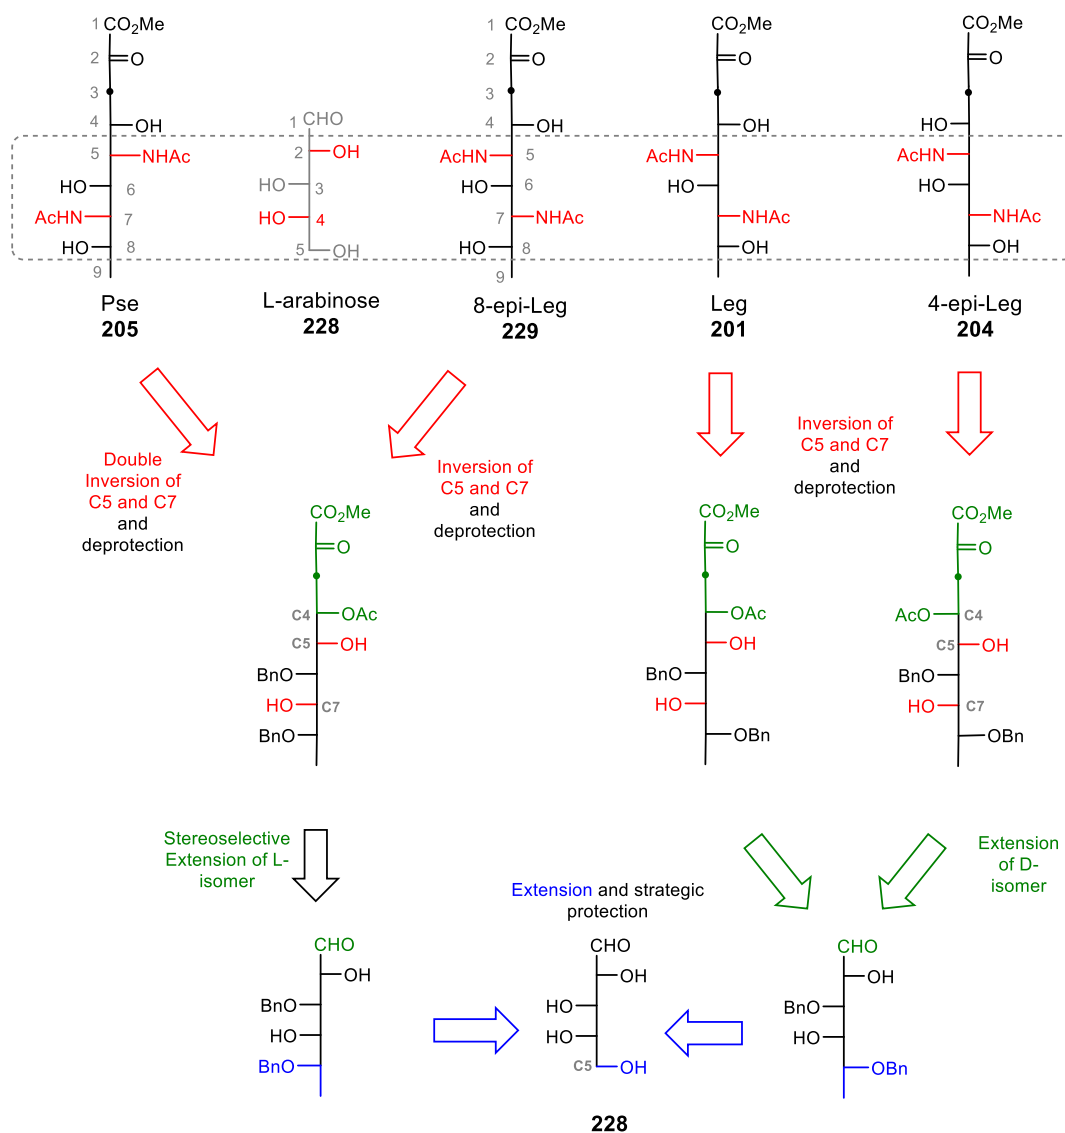 1 CO2Me
2 O
3
4 OH
5 NHAc
HO 6
AcHN 7
HO 8
9
Pse
205
1 CHO
2 OH
HO 3
HO 4
5 OH
L-arabinose
228
1 CO2Me
2 O
3
4 OH
AcHN 5
HO 6
7 NHAc
HO 8
9
8-epi-Leg
229
CO2Me
O
OH
AcHN
HO
NHAc
OH
Leg
201
CO2Me
O
HO
AcHN
HO
NHAc
OH
4-epi-Leg
204
Double
Inversion of
C5 and C7
and
deprotection
Inversion of
C5 and C7
and
deprotection
Inversion of
C5 and C7
and
deprotection
CO2Me
O
C4 OAc
C5 OH
BnO
HO C7
BnO
CO2Me
O
OAc
OH
BnO
HO
OBn
CO2Me
O
AcO C4
C5 OH
BnO
HO C7
OBn
Stereoselective
Extension of L-
isomer
Extension and strategic
protection
Extension
of D-
isomer
CHO
OH
BnO
HO
BnO
CHO
OH
HO
HO
C5 OH
228
CHO
OH
BnO
HO
OBn